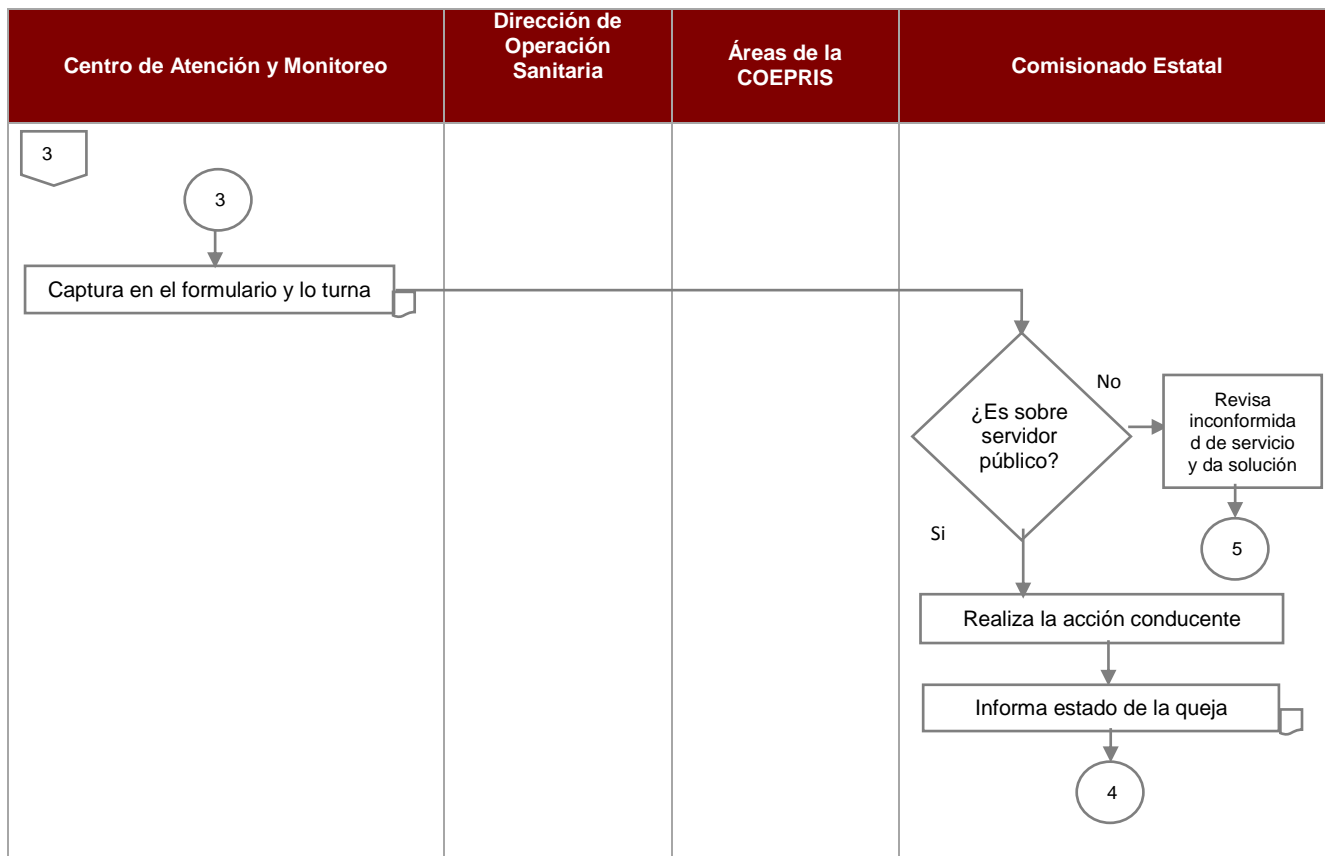 Centro de Atención y Monitoreo
Dirección de
Operación
Sanitaria
Áreas de la
COEPRIS
Comisionado Estatal
3
3
Captura en el formulario y lo turna
¿Es sobre
servidor
público?
No
Revisa
inconformida
d de servicio
y da solución
Si
5
Realiza la acción conducente
Informa estado de la queja
4